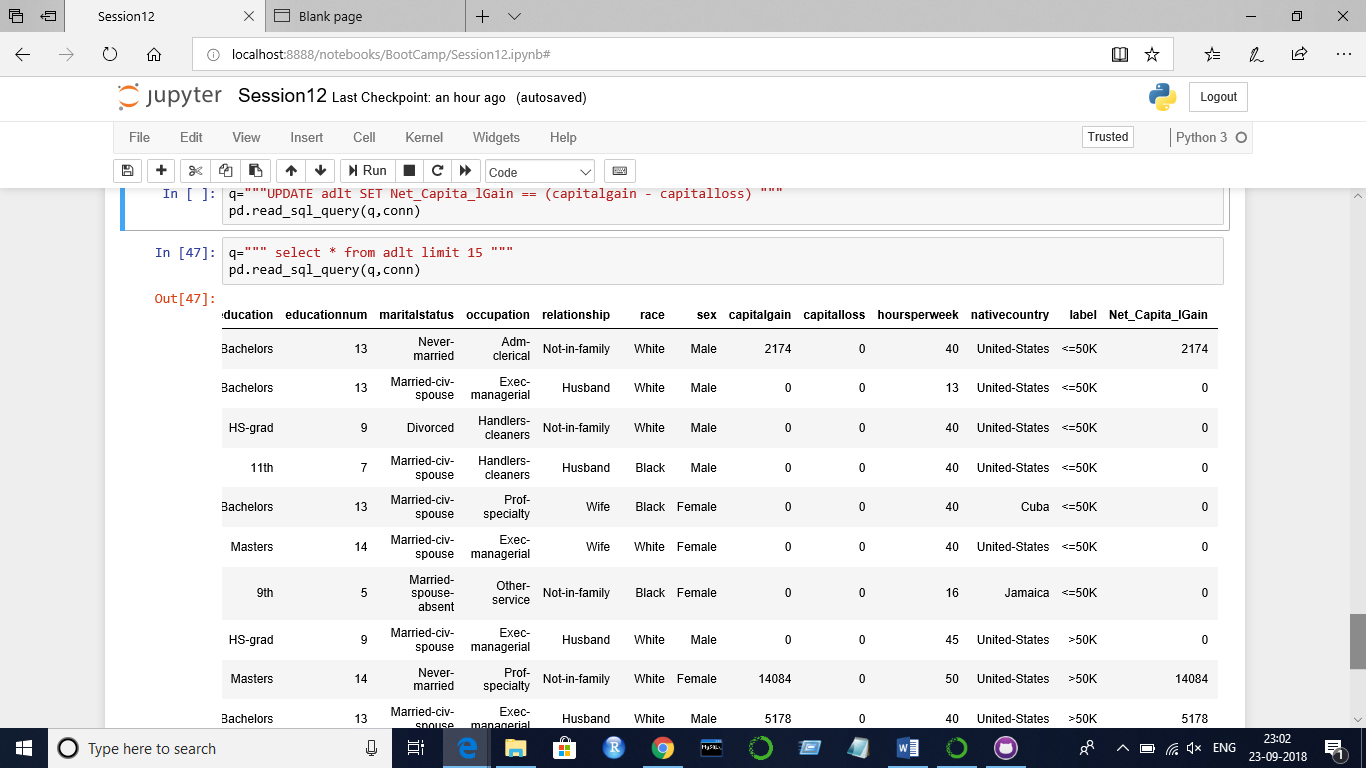 Session12
Blank page
localhost:8888/notebooks/BootCamp/Session12.ipynb#
jupyter Session12 Last Checkpoint: an hour ago (autosaved)
Logout
File Edit View Insert Cell Kernel Widgets Help Trusted Python 3
Run Code
In [ ]: q="""UPDATE adlt SET Net_Capita_lGain == (capitalgain - capitalloss) """
pd.read_sql_query(q,conn)
In [47]: q=""" select * from adlt limit 15 """
pd.read_sql_query(q,conn)
Out[47]:
education educationnum maritalstatus occupation relationship race sex capitalgain capitalloss hoursperweek nativecountry label Net_Capita_lGain
Bachelors 13 Never-married Adm-clerical Not-in-family White Male 2174 0 40 United-States <=50K 2174
Bachelors 13 Married-civ-spouse Exec-managerial Husband White Male 0 0 13 United-States <=50K 0
HS-grad 9 Divorced Handlers-cleaners Not-in-family White Male 0 0 40 United-States <=50K 0
11th 7 Married-civ-spouse Handlers-cleaners Husband Black Male 0 0 40 United-States <=50K 0
Bachelors 13 Married-civ-spouse Prof-specialty Wife Black Female 0 0 40 Cuba <=50K 0
Masters 14 Married-civ-spouse Exec-managerial Wife White Female 0 0 40 United-States <=50K 0
9th 5 Married-spouse-absent Other-service Not-in-family Black Female 0 0 16 Jamaica <=50K 0
HS-grad 9 Married-civ-spouse Exec-managerial Husband White Male 0 0 45 United-States >50K 0
Masters 14 Never-married Prof-specialty Not-in-family White Female 14084 0 50 United-States >50K 14084
Bachelors 13 Married-civ-spouse Exec-managerial Husband White Male 5178 0 40 United-States >50K 5178
Type here to search
MySQL
ENG
23:02
23-09-2018
1